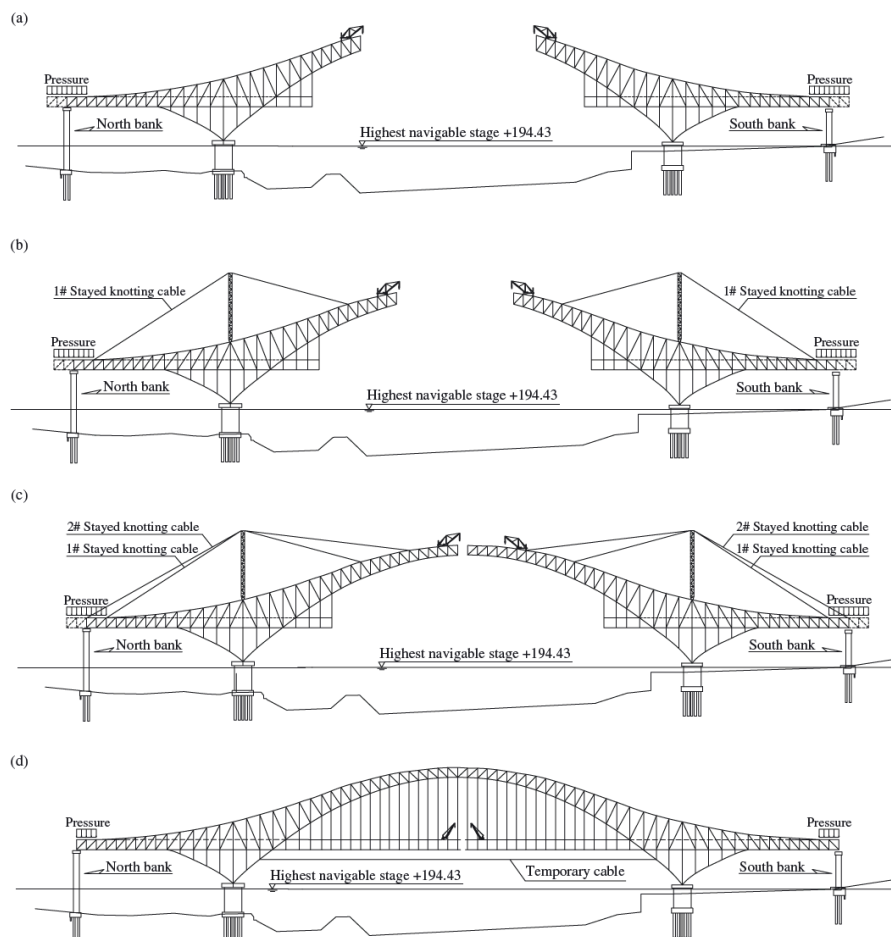 (a)
Pressure
Pressure
North bank
Highest navigable stage +194.43
South bank
(b)
1# Stayed knotting cable
1# Stayed knotting cable
Pressure
Pressure
North bank
Highest navigable stage +194.43
South bank
(c)
2# Stayed knotting cable
2# Stayed knotting cable
1# Stayed knotting cable
1# Stayed knotting cable
Pressure
Pressure
North bank
Highest navigable stage +194.43
South bank
(d)
Pressure
Pressure
North bank
Highest navigable stage +194.43
Temporary cable
South bank